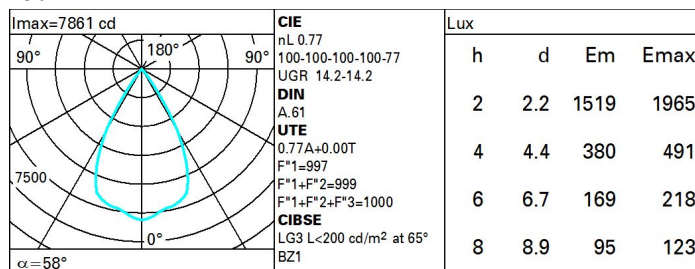 Imax=7861 cd
90° 180° 90°
7500
0°
α=58°
CIE
nL 0.77
100-100-100-100-77
UGR 14.2-14.2
DIN
A.61
UTE
0.77A+0.00T
F"1=997
F"1+F"2=999
F"1+F"2+F"3=1000
CIBSE
LG3 L<200 cd/m² at 65°
BZ1
Lux
h d Em Emax
2 2.2 1519 1965
4 4.4 380 491
6 6.7 169 218
8 8.9 95 123